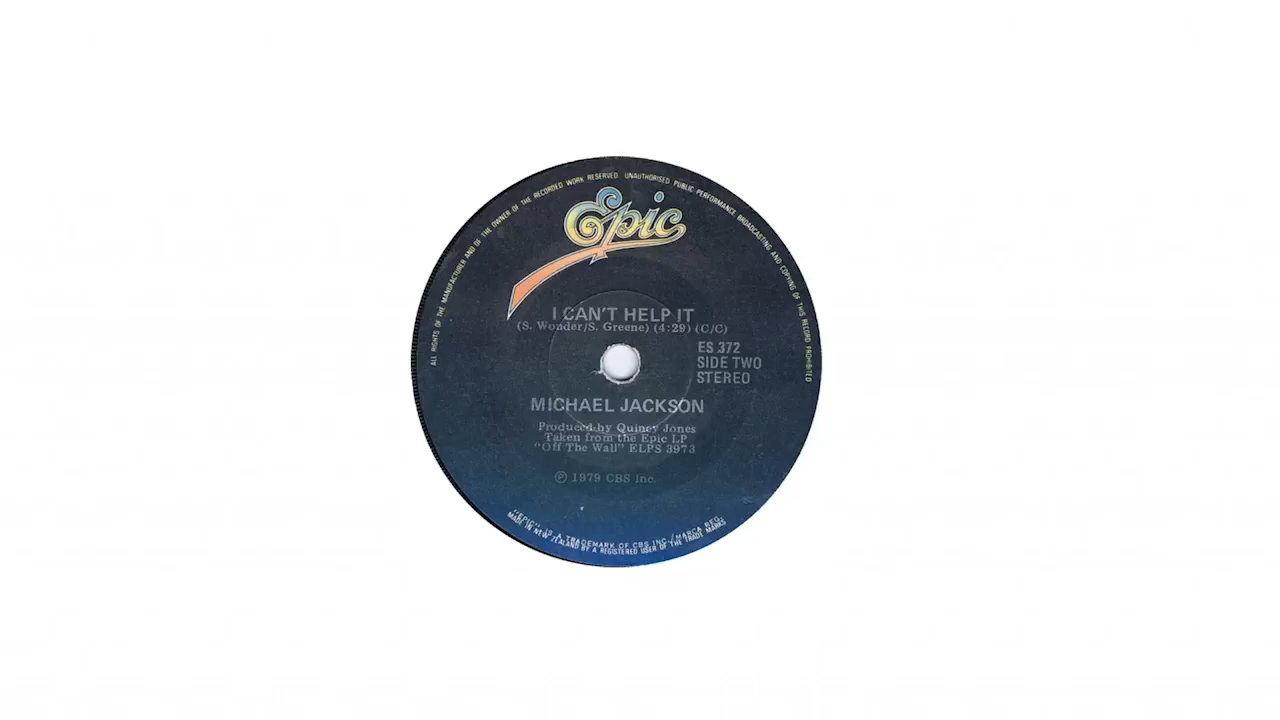 ALL RIGHTS OF THE MANUFACTURER AND OF THE OWNER OF THE RECORDED WORK RESERVED UNAUTHORISED PUBLIC PERFORMANCE BROADCASTING AND COPYING OF THIS RECORD PROHIBITED
Epic
I CAN'T HELP IT
(S. Wonder/S. Greene) (4:29) (C/C)
ES 372
SIDE TWO
STEREO
MICHAEL JACKSON
Produced by Quincy Jones
Taken from the Epic LP
"Off The Wall" ELPS 3973
℗ 1979 CBS Inc.
"EPIC" IS A TRADEMARK OF CBS INC./MARCA REG.
MADE IN NEW ZEALAND BY A REGISTERED USER OF THE TRADE MARKS